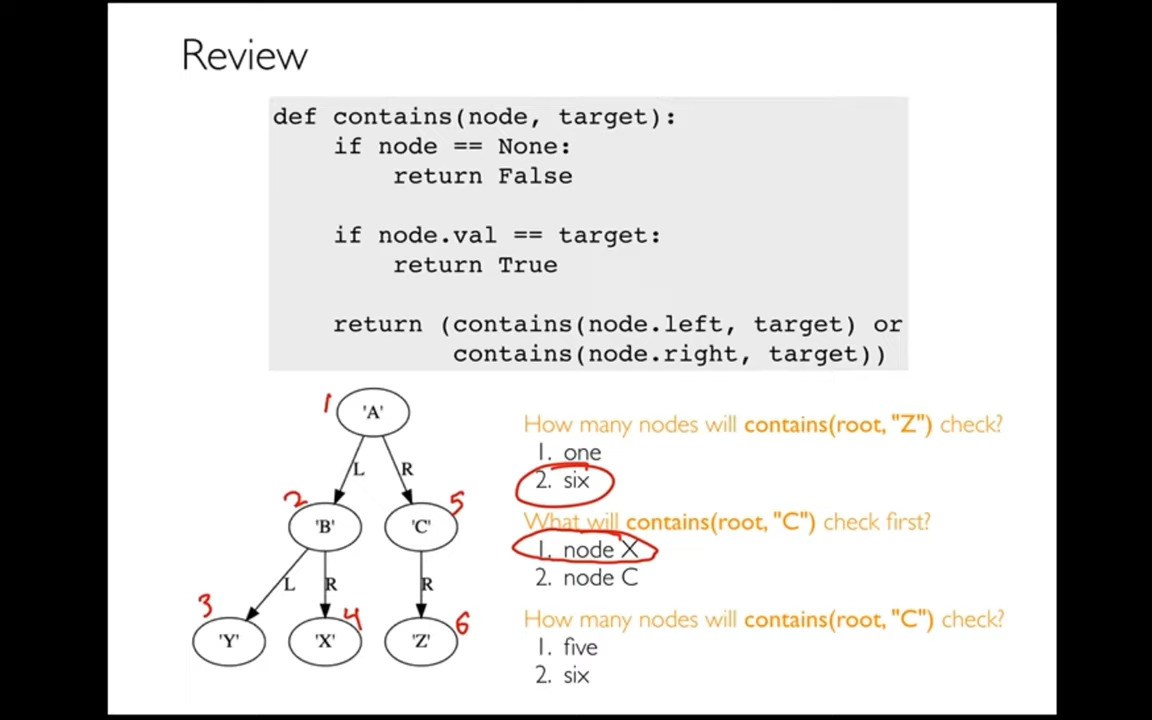 Review
def contains(node, target):
    if node == None:
        return False
    if node.val == target:
        return True
    return (contains(node.left, target) or
            contains(node.right, target))
1
'A'
L R
2 'B' 'C' 5
L R R
3 'Y' 'X' 4 'Z' 6
How many nodes will contains(root, "Z") check?
1. one
2. six
What will contains(root, "C") check first?
1. node X
2. node C
How many nodes will contains(root, "C") check?
1. five
2. six